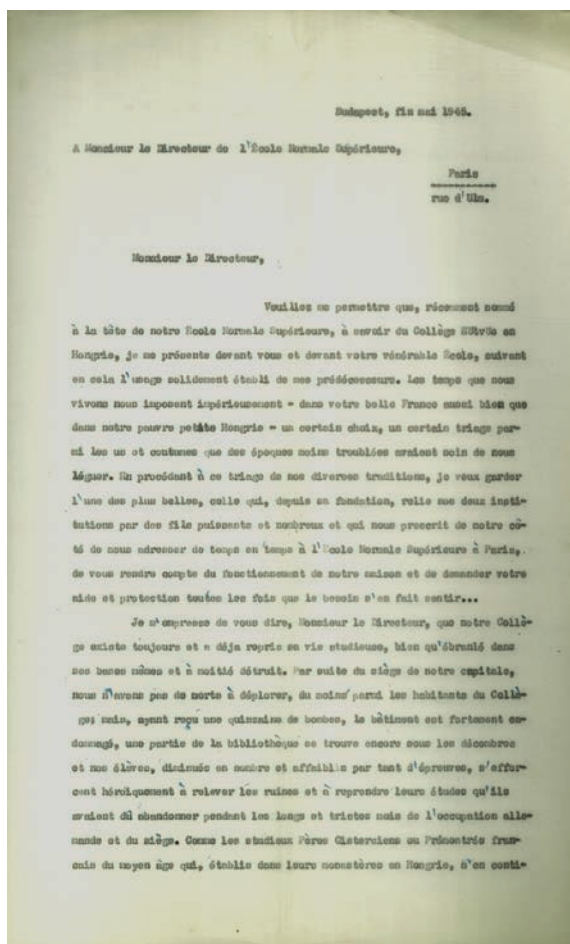 Budapest, fin mai 1945.
A Monsieur le Directeur de l'École Normale Supérieure,
Paris
rue d'Ulm.
Monsieur le Directeur,
Veuillez me permettre que, récemment nommé
à la tête de notre École Normale Supérieure, à savoir du Collège Eötvös en
Hongrie, je me présente devant vous et devant votre vénérable École, suivant
en cela l'usage solidement établi de mes prédécesseurs. Les temps que nous
vivons nous imposent impérieusement - dans votre belle France aussi bien que
dans notre pauvre petite Hongrie - un certain choix, un certain triage par-
mi les us et coutumes que des époques moins troublées avaient soin de nous
léguer. En procédant à ce triage de nos diverses traditions, je veux garder
l'une des plus belles, celle qui, depuis sa fondation, relie nos deux insti-
tutions par des fils puissants et nombreux et qui nous prescrit de notre cô-
té de nous adresser de temps en temps à l'École Normale Supérieure à Paris,
de vous rendre compte du fonctionnement de notre maison et de demander votre
aide et protection toutes les fois que le besoin s'en fait sentir...
Je m'empresse de vous dire, Monsieur le Directeur, que notre Collè-
ge existe toujours et a déja repris sa vie studieuse, bien qu'ébranlé dans
ses bases mêmes et à moitié détruit. Par suite du siège de notre capitale,
nous n'avons pas de morts à déplorer, du moins parmi les habitants du Collè-
ge; mais, ayant reçu une quinzaine de bombes, le bâtiment est fortement en-
dommagé, une partie de la bibliothèque se trouve encore sous les décombres
et nos élèves, diminués en nombre et affaiblis par tant d'épreuves, s'effor-
cent héroïquement à relever les ruines et à reprendre leurs études qu'ils
avaient dû abandonner pendant les longs et tristes mois de l'occupation alle-
mande et du siège. Comme les studieux Pères Cisterciens ou Prémontrés fran-
cais du moyen âge qui, établis dans leurs monastères en Hongrie, s'en conti-